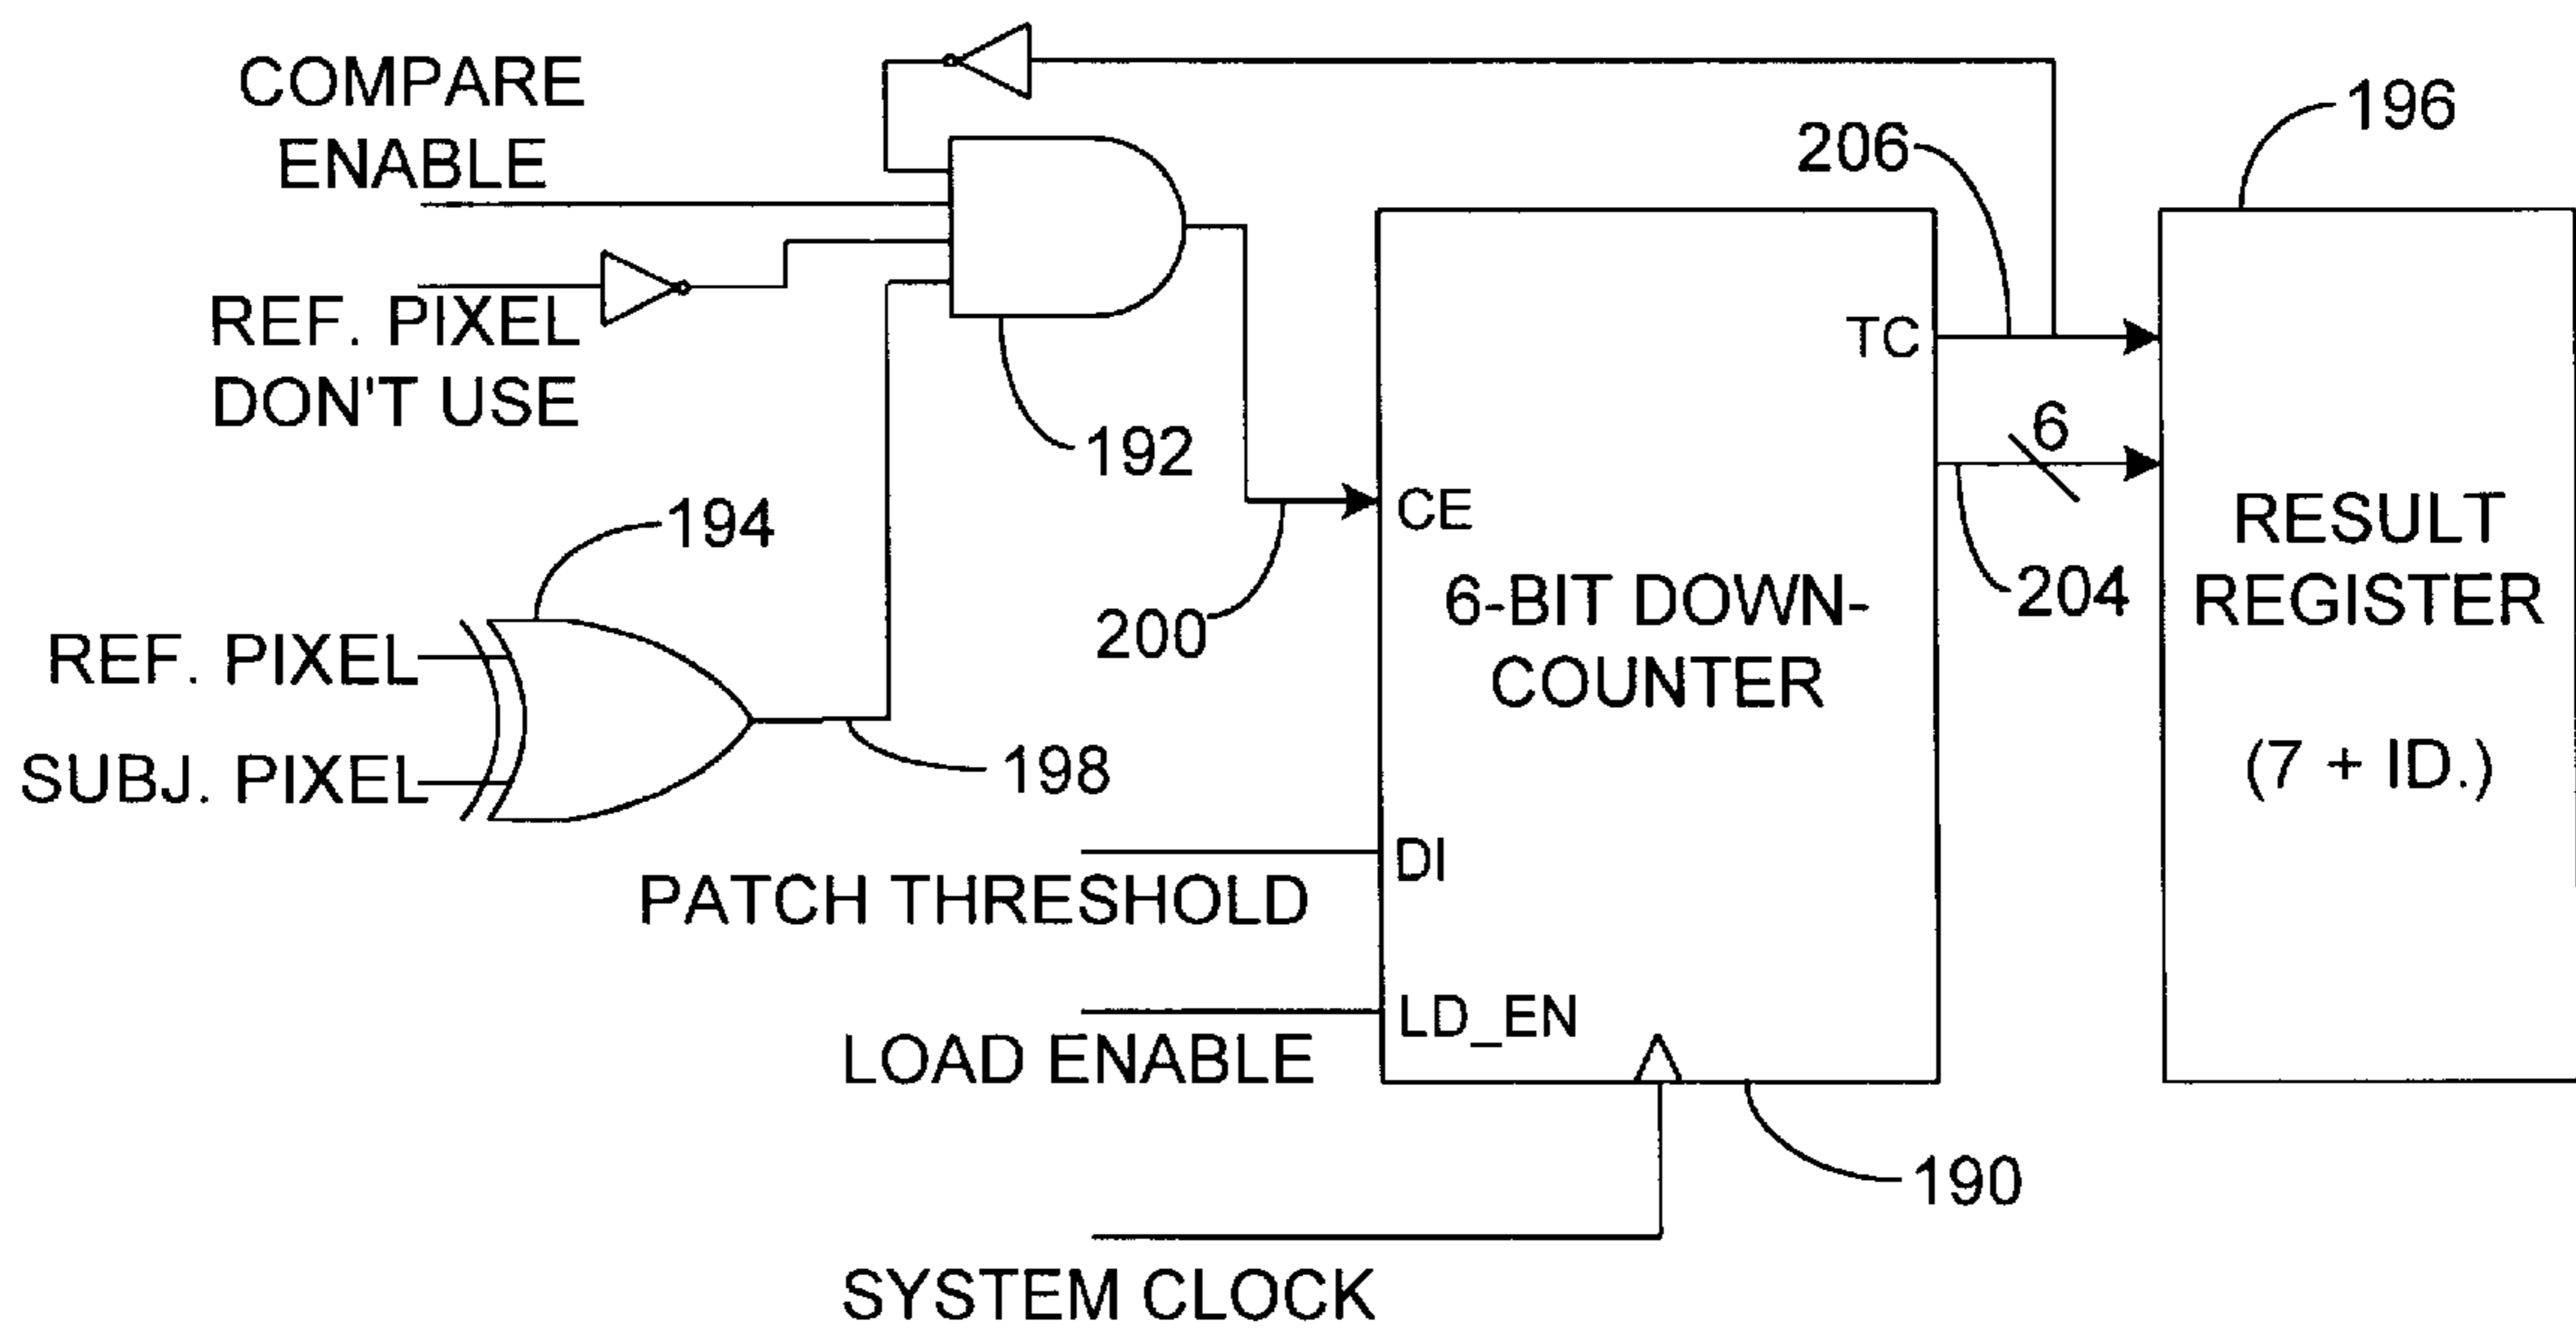 COMPARE
ENABLE
196
206
REF. PIXEL
DON'T USE
TC
192
6
194
CE
RESULT
REGISTER
(7 + ID.)
200
6-BIT DOWN-
COUNTER
204
REF. PIXEL
SUBJ. PIXEL
198
DI
PATCH THRESHOLD
LD_EN
LOAD ENABLE
190
SYSTEM CLOCK